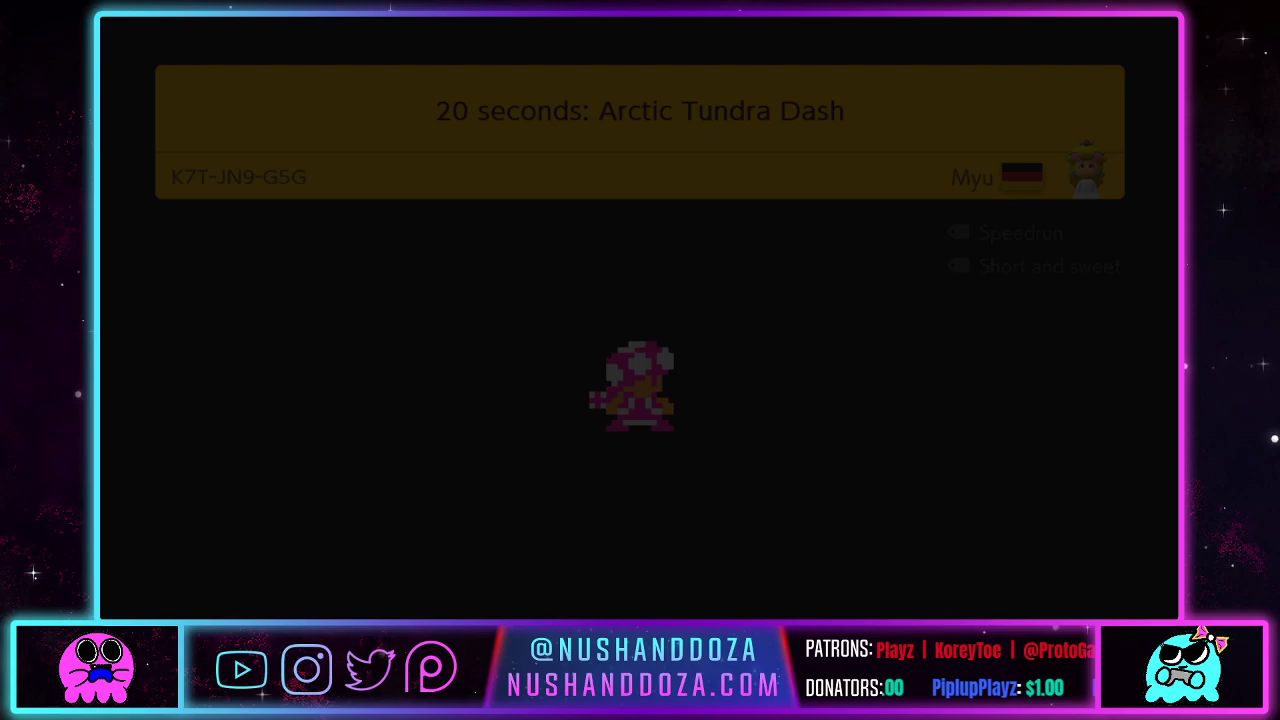 20 seconds: Arctic Tundra Dash
K7T-JN9-G5G
Myu
Speedrun
Short and sweet
@NUSHANDDOZA
NUSHANDDOZA.COM
PATRONS: Playz | KoreyToe | @ProtoGa
DONATORS: .00 PiplupPlayz: $1.00